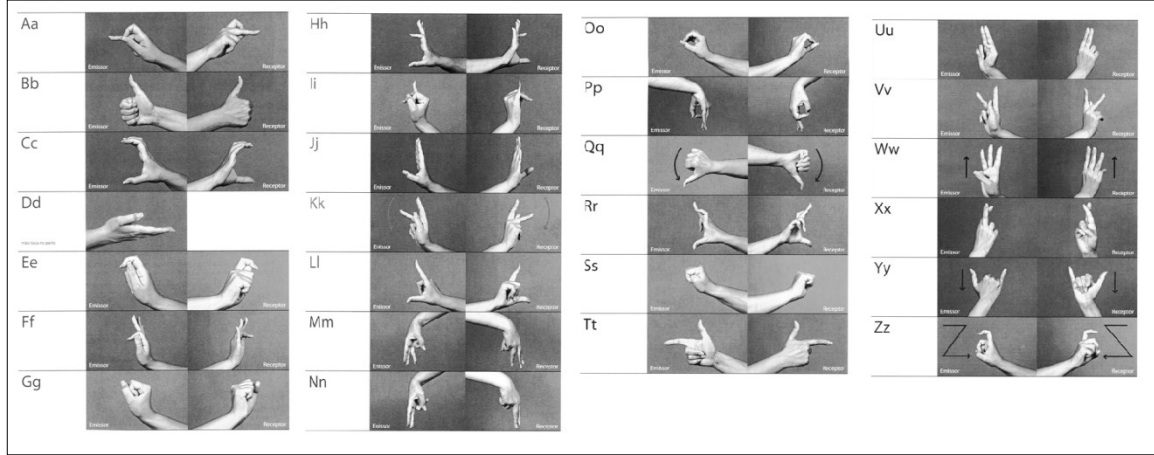 Aa
Emissor Receptor
Bb
Emissor Receptor
Cc
Emissor Receptor
Dd
Ee
Emissor Receptor
Ff
Emissor Receptor
Gg
Emissor Receptor
Hh
Emissor Receptor
Ii
Emissor Receptor
Jj
Emissor Receptor
Kk
Emissor Receptor
Ll
Emissor Receptor
Mm
Emissor Receptor
Nn
Emissor Receptor
Oo
Emissor Receptor
Pp
Emissor Receptor
Qq
Emissor Receptor
Rr
Emissor Receptor
Ss
Emissor Receptor
Tt
Emissor Receptor
Uu
Emissor Receptor
Vv
Emissor Receptor
Ww
Emissor Receptor
Xx
Emissor Receptor
Yy
Emissor Receptor
Zz
Emissor Receptor